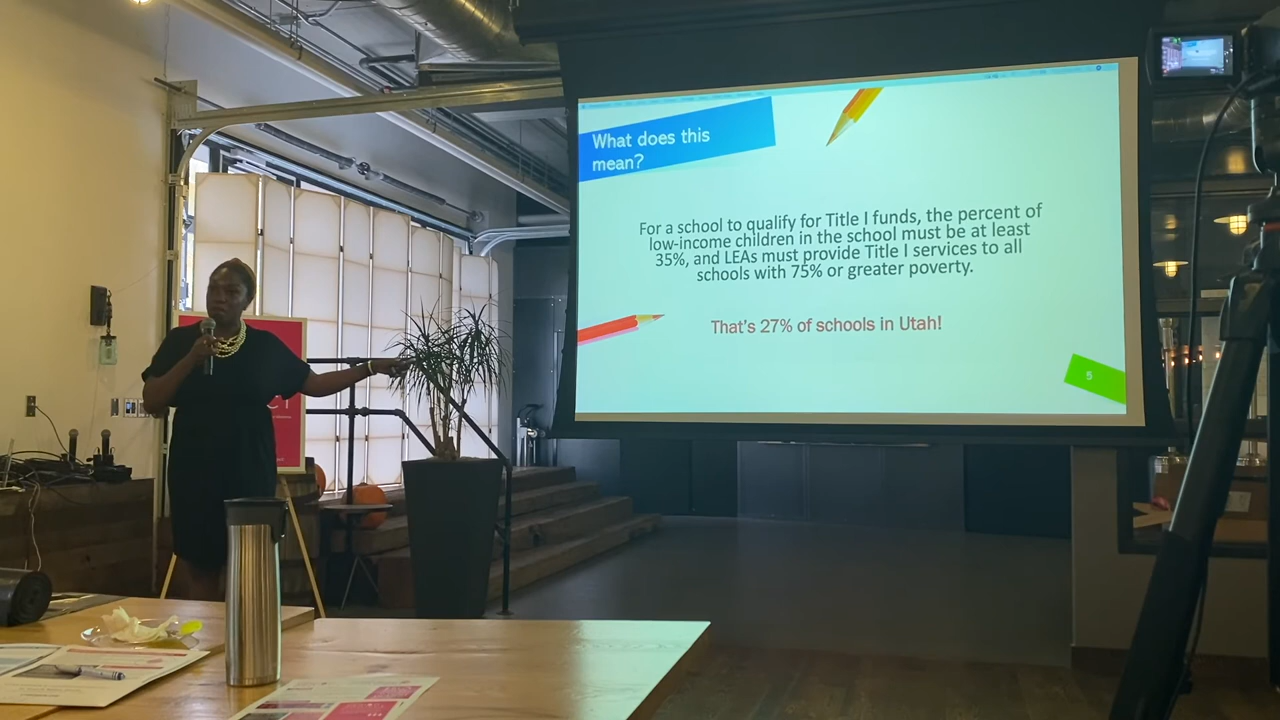 What does this
mean?
For a school to qualify for Title I funds, the percent of
low-income children in the school must be at least
35%, and LEAs must provide Title I services to all
schools with 75% or greater poverty.
That's 27% of schools in Utah!
5